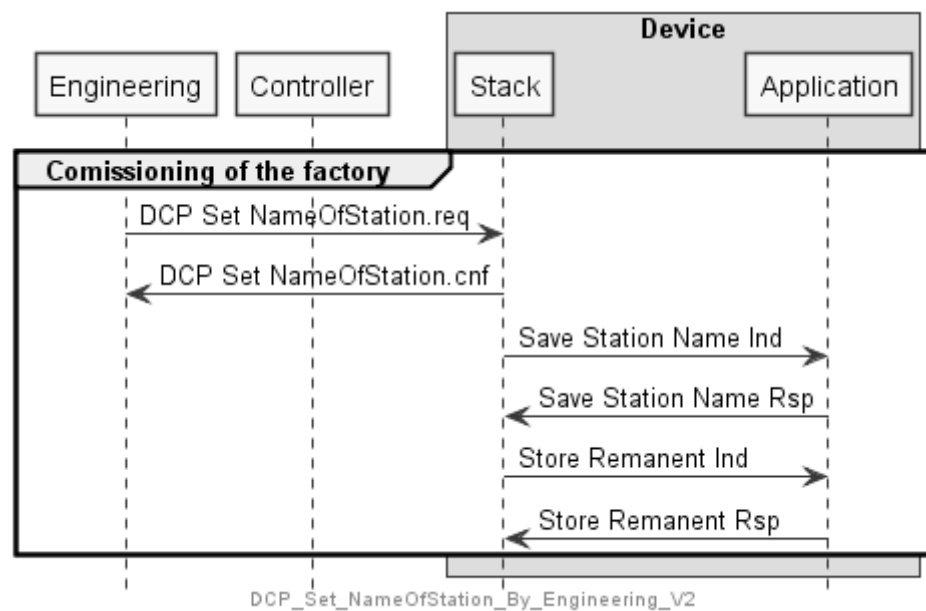 Device
Engineering
Controller
Stack
Application
Comissioning of the factory
DCP Set NameOfStation.req
DCP Set NameOfStation.cnf
Save Station Name Ind
Save Station Name Rsp
Store Remanent Ind
Store Remanent Rsp
DCP_Set_NameOfStation_By_Engineering_V2